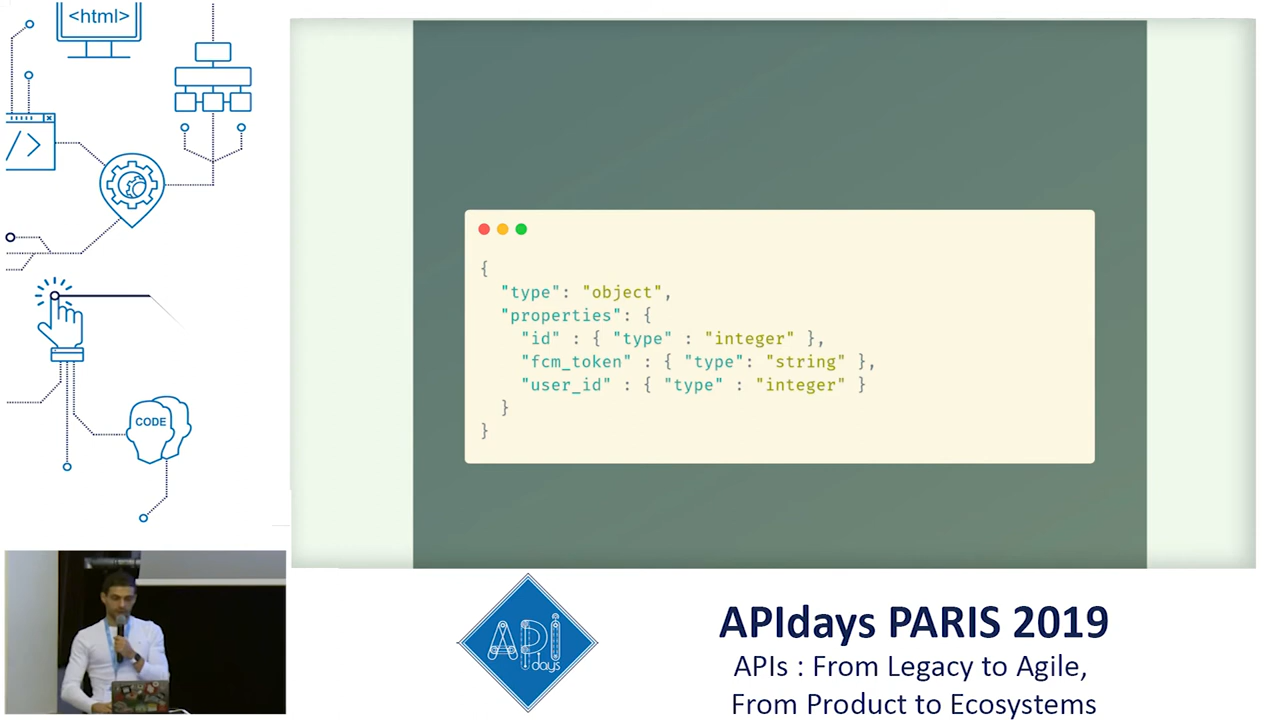 <html>
/>
CODE
{
"type": "object",
"properties": {
"id" : { "type" : "integer" },
"fcm_token" : { "type": "string" },
"user_id" : { "type" : "integer" }
}
}
API
days
APIdays PARIS 2019
APIs : From Legacy to Agile,
From Product to Ecosystems